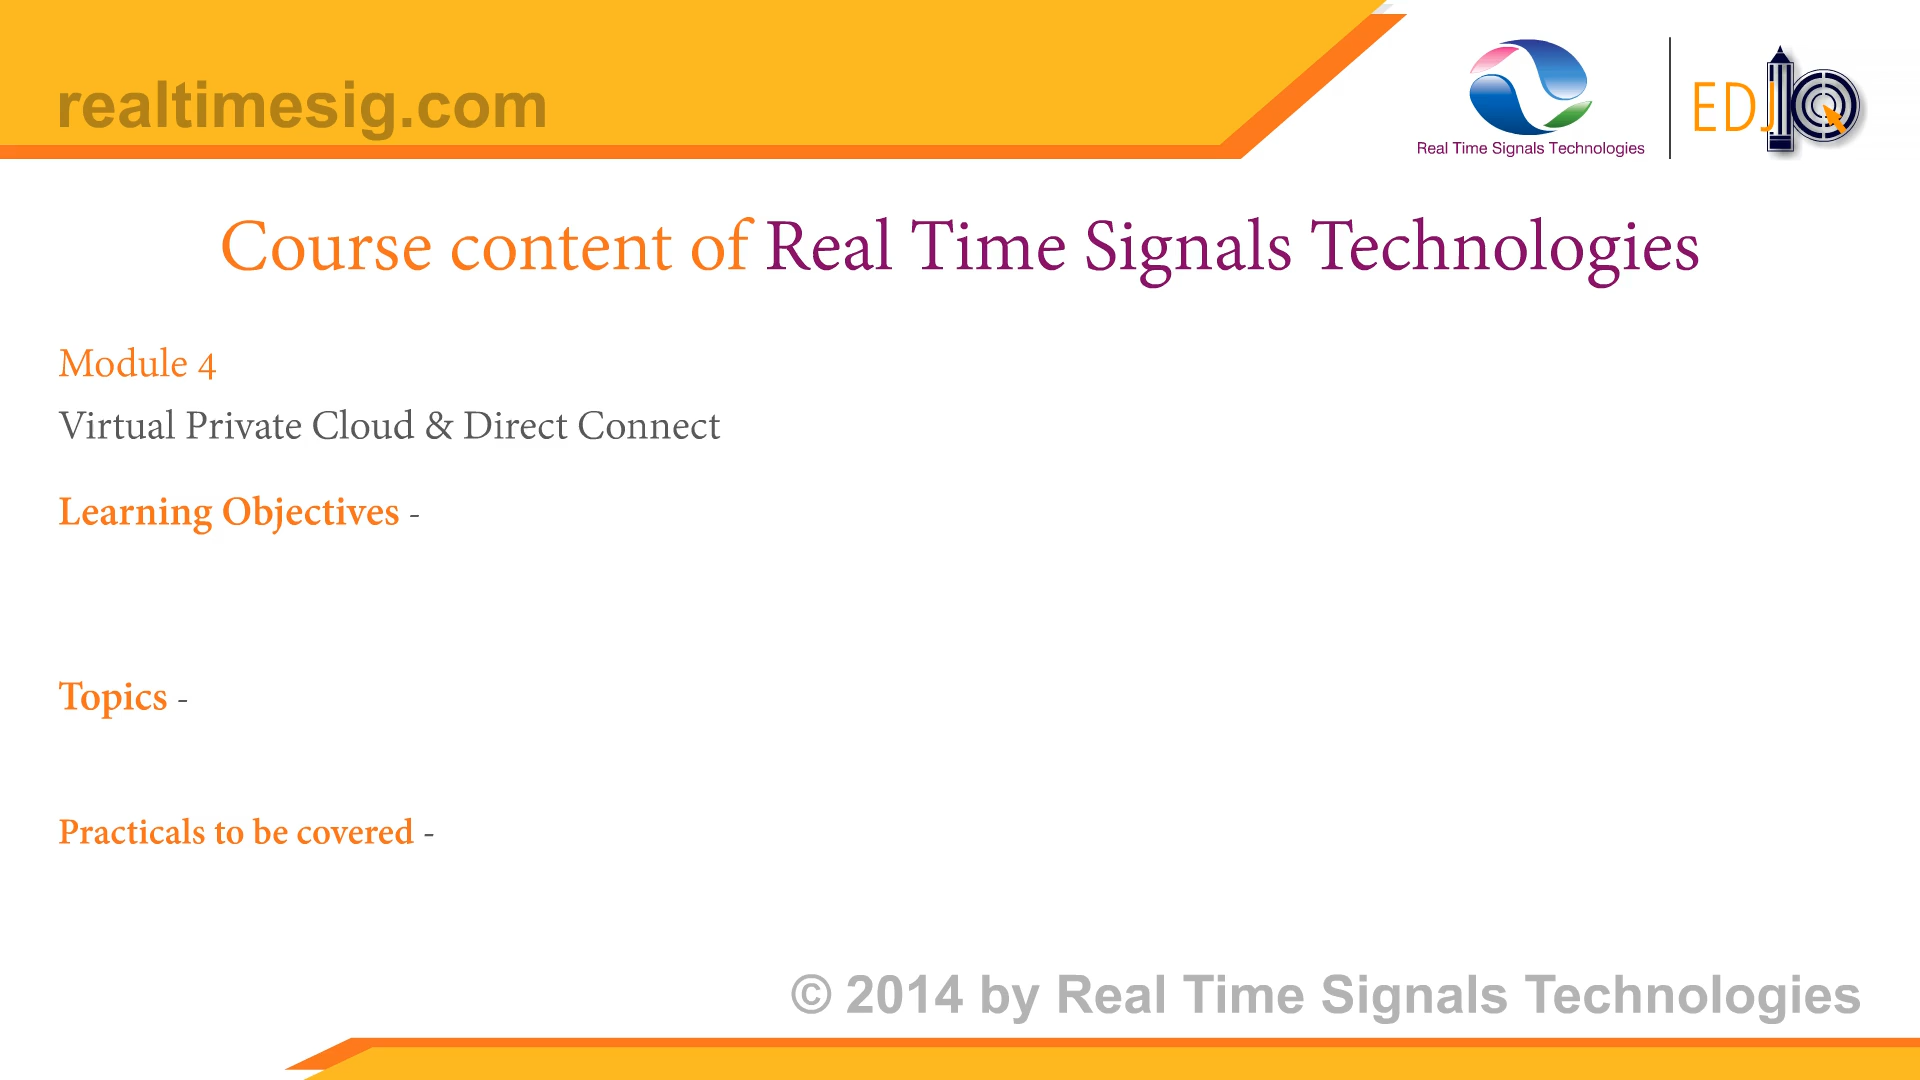 realtimesig.com
Real Time Signals Technologies
EDJ
Course content of Real Time Signals Technologies
Module 4
Virtual Private Cloud & Direct Connect
Learning Objectives -
Topics -
Practicals to be covered -
© 2014 by Real Time Signals Technologies